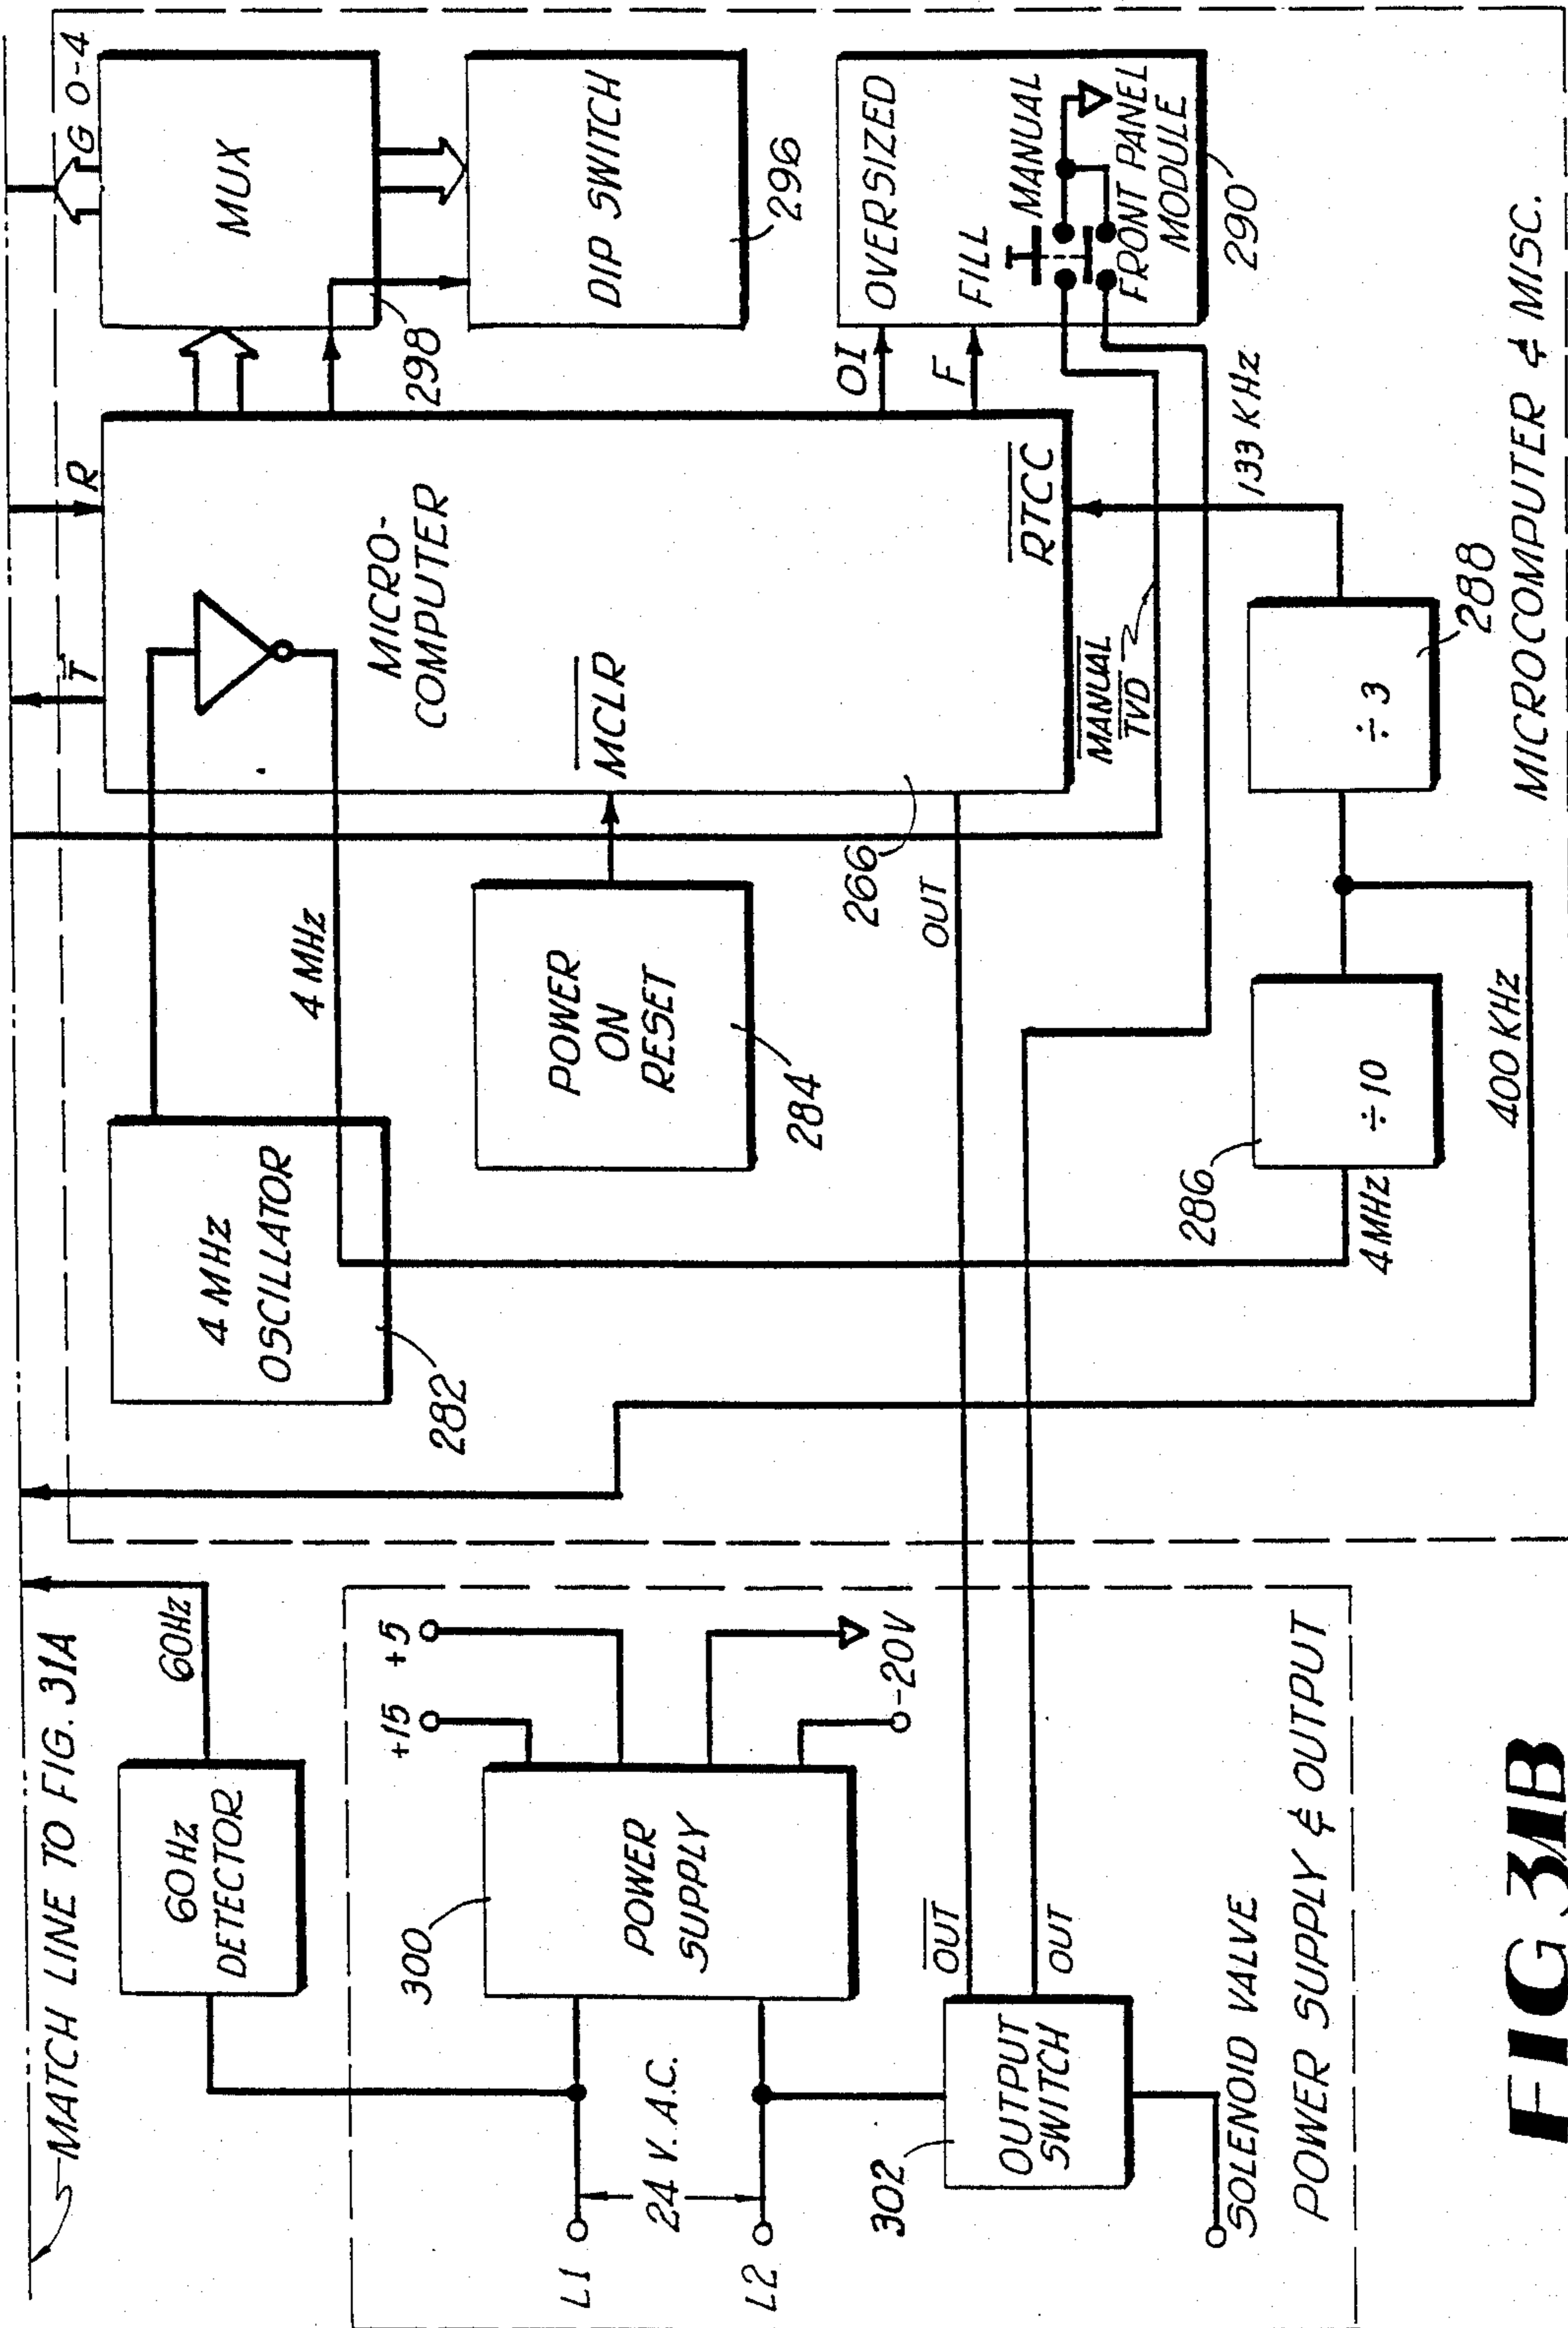 MATCH LINE TO FIG. 31A
60Hz
DETECTOR
60Hz
300
POWER
SUPPLY
+15
+5
-20V
L1
24 V. A.C.
L2
302
OUTPUT
SWITCH
OUT
OUT
SOLENOID VALVE
POWER SUPPLY & OUTPUT
4 MHz
OSCILLATOR
282
4 MHz
POWER
ON
RESET
284
T
R
MICRO-
COMPUTER
MCLR
RTCC
266
OUT
MANUAL
TVD
G 0-4
MUX
298
DIP SWITCH
296
OI
F
OVERSIZED
FILL
MANUAL
FRONT PANEL
MODULE
290
133 KHz
286
÷10
4 MHz
400 KHz
÷3
288
MICROCOMPUTER & MISC.
FIG 31B